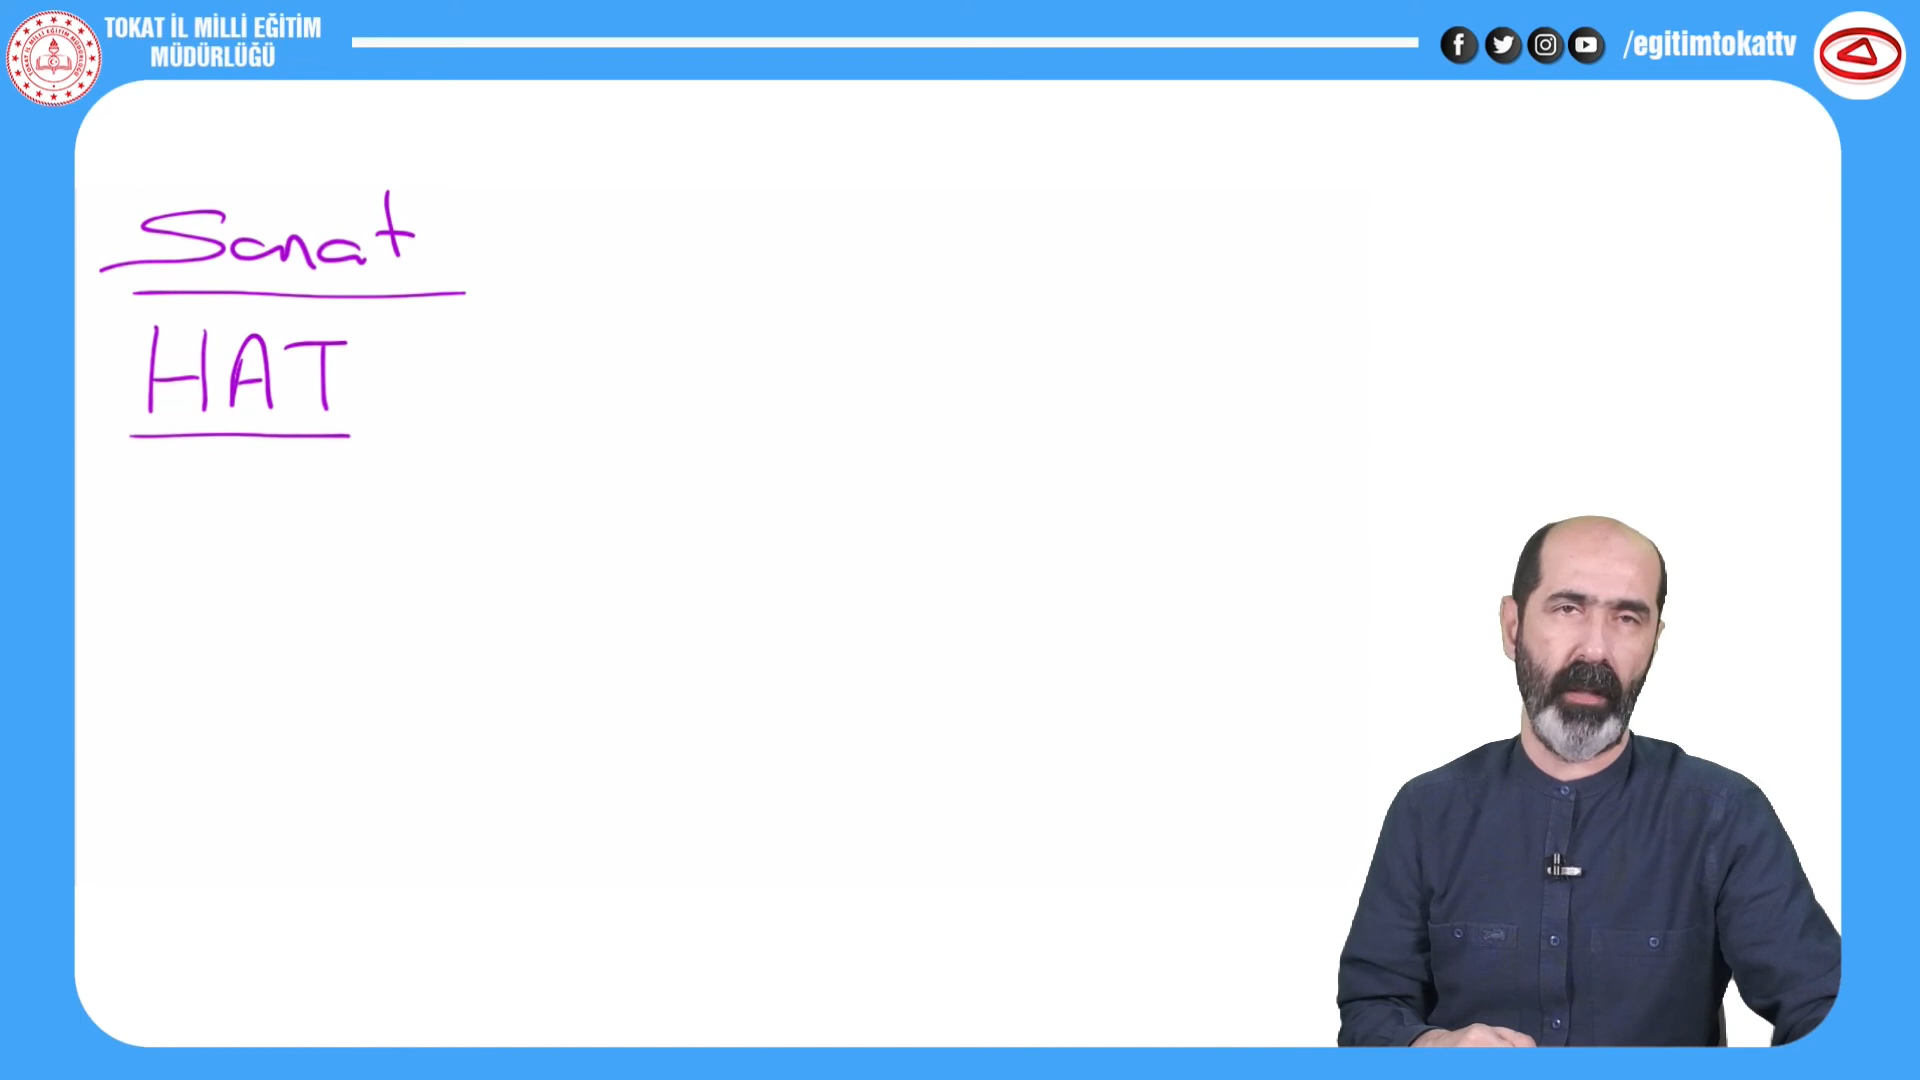 TOKAT İL MİLLİ EĞİTİM
MÜDÜRLÜĞÜ
/egitimtokattv
Sanat
HAT